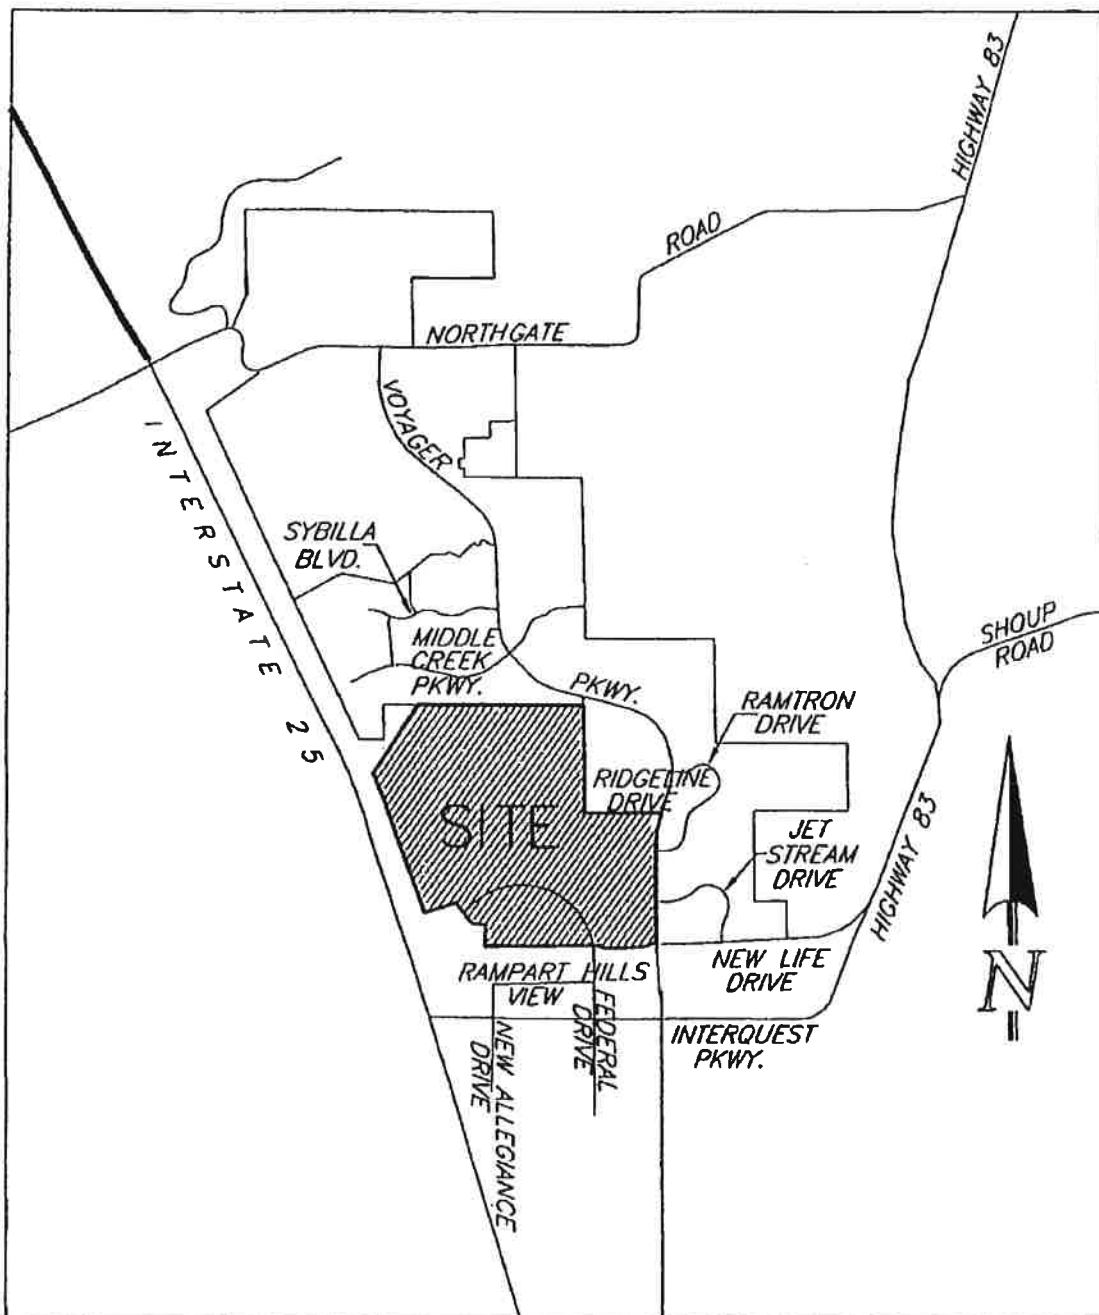 HIGHWAY 83
ROAD
NORTHGATE
VOYAGER
INTERSTATE 25
SYBILLA
BLVD.
SHOUP
ROAD
MIDDLE
CREEK
PKWY.
PKWY.
RAMTRON
DRIVE
RIDGELINE
DRIVE
SITE
JET
STREAM
DRIVE
HIGHWAY 83
NEW LIFE
DRIVE
RAMPART HILLS
VIEW
FEDERAL
DRIVE
INTERQUEST
PKWY.
NEW ALLEGIANCE
DRIVE
N